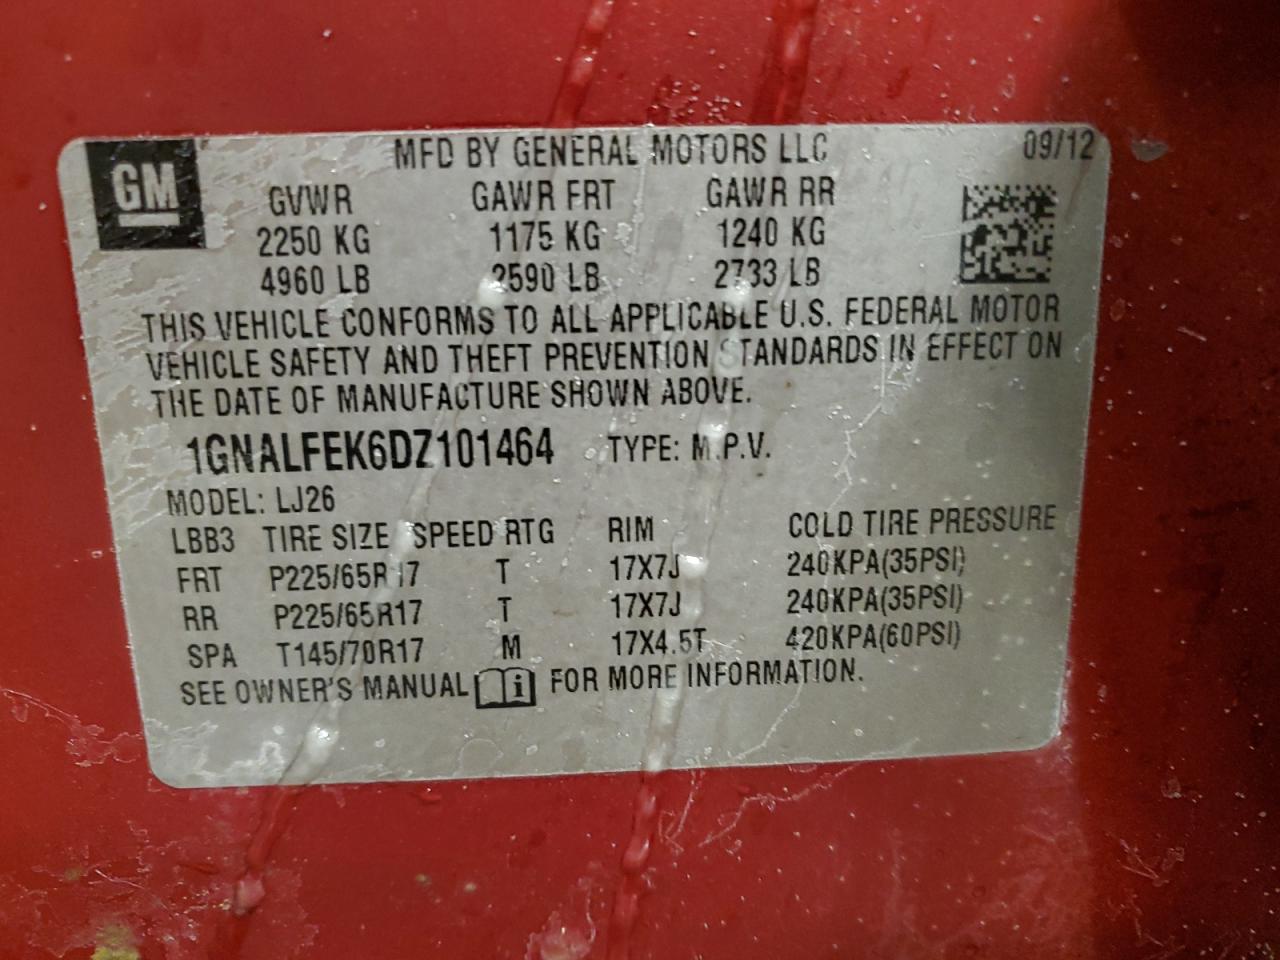 GM
MFD BY GENERAL MOTORS LLC 09/12
GVWR GAWR FRT GAWR RR
2250 KG 1175 KG 1240 KG
4960 LB 2590 LB 2733 LB
THIS VEHICLE CONFORMS TO ALL APPLICABLE U.S. FEDERAL MOTOR
VEHICLE SAFETY AND THEFT PREVENTION STANDARDS IN EFFECT ON
THE DATE OF MANUFACTURE SHOWN ABOVE.
1GNALFEK6DZ101464 TYPE: M.P.V.
MODEL: LJ26
LBB3 TIRE SIZE SPEED RTG RIM COLD TIRE PRESSURE
FRT P225/65R17 T 17X7J 240KPA(35PSI)
RR P225/65R17 T 17X7J 240KPA(35PSI)
SPA T145/70R17 M 17X4.5T 420KPA(60PSI)
SEE OWNER'S MANUAL i FOR MORE INFORMATION.